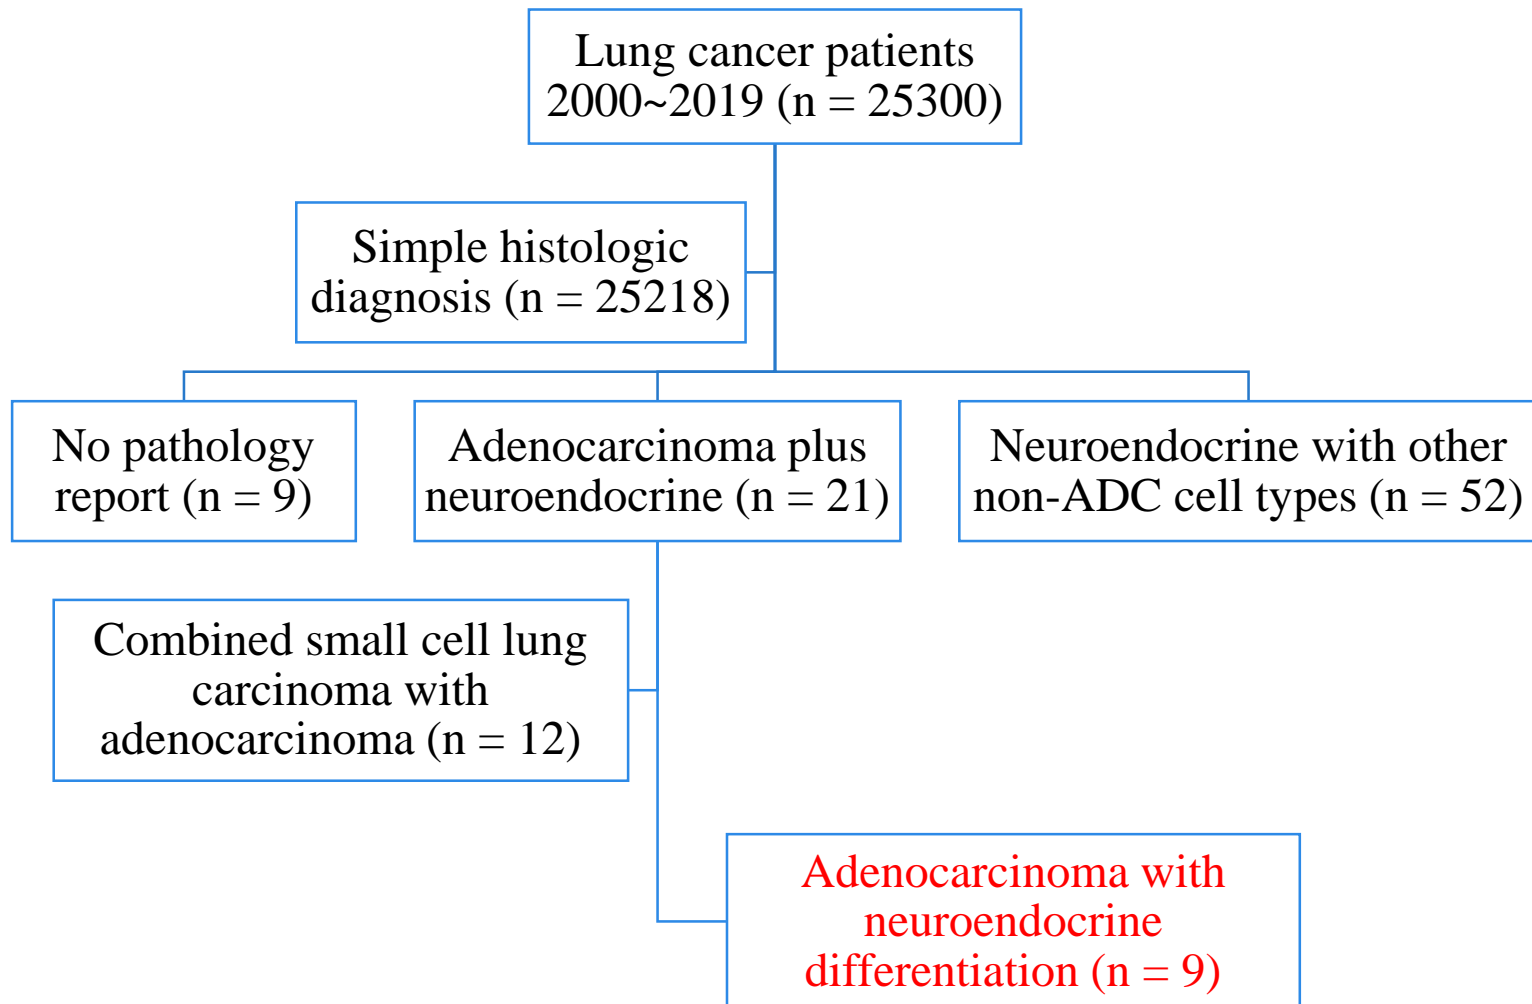 Lung cancer patients
2000~2019 (n = 25300)
Simple histologic
diagnosis (n = 25218)
No pathology
report (n = 9)
Adenocarcinoma plus
neuroendocrine (n = 21)
Neuroendocrine with other
non-ADC cell types (n = 52)
Combined small cell lung
carcinoma with
adenocarcinoma (n = 12)
Adenocarcinoma with
neuroendocrine
differentiation (n = 9)